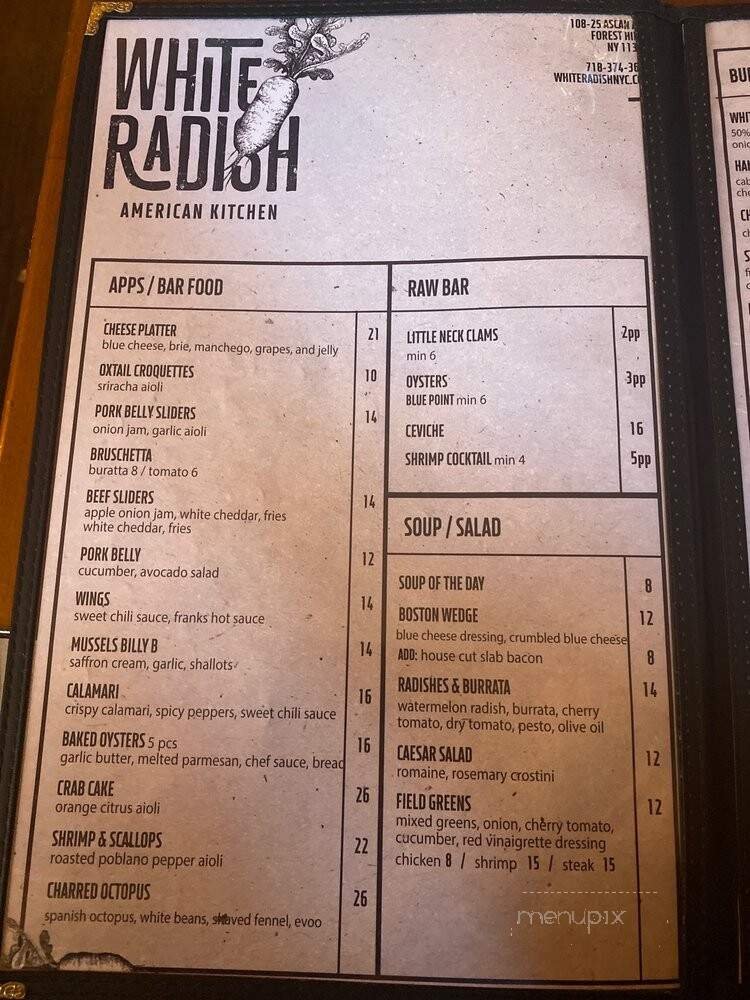 WHITE
RADISH
AMERICAN KITCHEN
108-25 ASCAN
FOREST
NY
718-374-
WHITERADISHNYC.
APPS / BAR FOOD
CHEESE PLATTER 21
blue cheese, brie, manchego, grapes, and jelly
OXTAIL CROQUETTES 10
sriracha aioli
PORK BELLY SLIDERS 14
onion jam, garlic aioli
BRUSCHETTA
buratta 8 / tomato 6
BEEF SLIDERS 14
apple onion jam, white cheddar, fries
white cheddar, fries
PORK BELLY 12
cucumber, avocado salad
WINGS 14
sweet chili sauce, franks hot sauce
MUSSELS BILLY B 14
saffron cream, garlic, shallots
CALAMARI 16
crispy calamari, spicy peppers, sweet chili sauce
BAKED OYSTERS 5 pcs 16
garlic butter, melted parmesan, chef sauce, bread
CRAB CAKE 26
orange citrus aioli
SHRIMP & SCALLOPS 22
roasted poblano pepper aioli
CHARRED OCTOPUS 26
spanish octopus, white beans, shaved fennel, evoo
RAW BAR
LITTLE NECK CLAMS 2pp
min 6
OYSTERS 3pp
BLUE POINT min 6
CEVICHE 16
SHRIMP COCKTAIL min 4 5pp
SOUP / SALAD
SOUP OF THE DAY 8
BOSTON WEDGE 12
blue cheese dressing, crumbled blue cheese
ADD: house cut slab bacon 8
RADISHES & BURRATA 14
watermelon radish, burrata, cherry
tomato, dry tomato, pesto, olive oil
CAESAR SALAD 12
romaine, rosemary crostini
FIELD GREENS 12
mixed greens, onion, cherry tomato,
cucumber, red vinaigrette dressing
chicken 8 / shrimp 15 / steak 15
menupix
50%